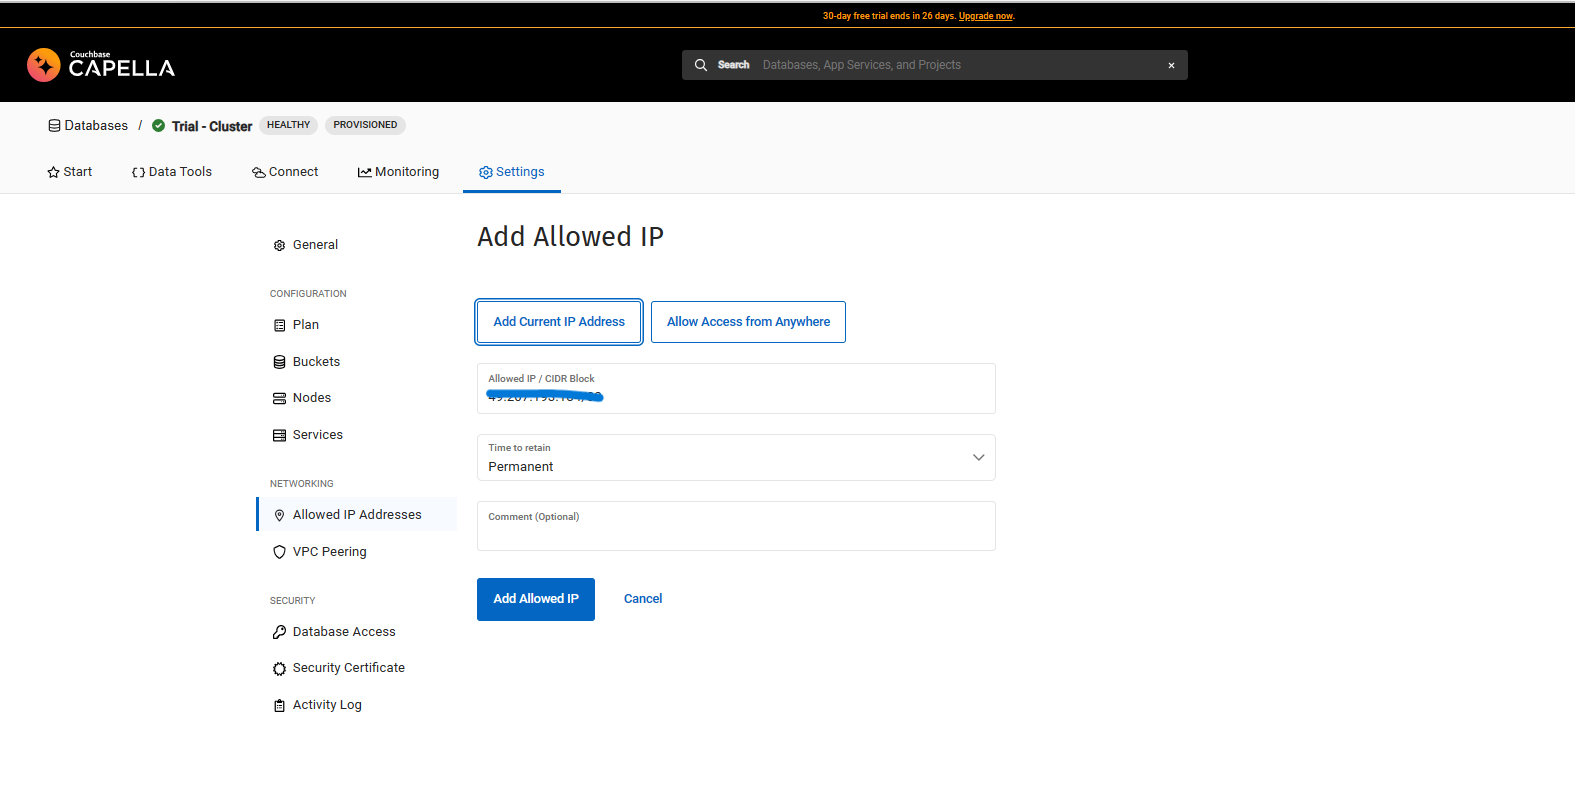 30-day free trial ends in 26 days. Upgrade now.
Couchbase
CAPELLA
Search Databases, App Services, and Projects
Databases / Trial - Cluster HEALTHY PROVISIONED
Start Data Tools Connect Monitoring Settings
Add Allowed IP
General
CONFIGURATION
Plan
Buckets
Nodes
Services
NETWORKING
Allowed IP Addresses
VPC Peering
SECURITY
Database Access
Security Certificate
Activity Log
Add Current IP Address Allow Access from Anywhere
Allowed IP / CIDR Block
Time to retain
Permanent
Comment (Optional)
Add Allowed IP Cancel